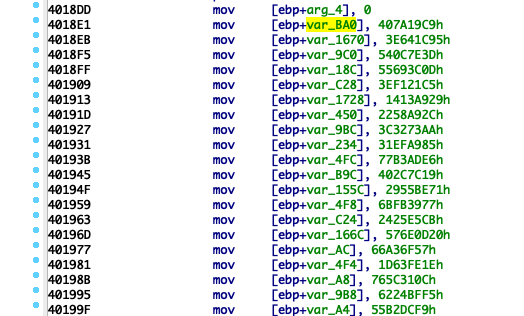 4018DD mov [ebp+arg_4], 0
4018E1 mov [ebp+var_BA0], 407A19C9h
4018EB mov [ebp+var_1670], 3E641C95h
4018F5 mov [ebp+var_9C0], 540C7E3Dh
4018FF mov [ebp+var_18C], 55693C0Dh
401909 mov [ebp+var_C28], 3EF121C5h
401913 mov [ebp+var_1728], 1413A929h
40191D mov [ebp+var_450], 2258A92Ch
401927 mov [ebp+var_9BC], 3C3273AAh
401931 mov [ebp+var_234], 31EFA985h
40193B mov [ebp+var_4FC], 77B3ADE6h
401945 mov [ebp+var_B9C], 402C7C19h
40194F mov [ebp+var_155C], 2955BE71h
401959 mov [ebp+var_4F8], 6BFB3977h
401963 mov [ebp+var_C24], 2425E5CBh
40196D mov [ebp+var_166C], 576E0D20h
401977 mov [ebp+var_AC], 66A36F57h
401981 mov [ebp+var_4F4], 1D63FE1Eh
40198B mov [ebp+var_A8], 765C310Ch
401995 mov [ebp+var_9B8], 6224BFF5h
40199F mov [ebp+var_A4], 55B2DCF9h